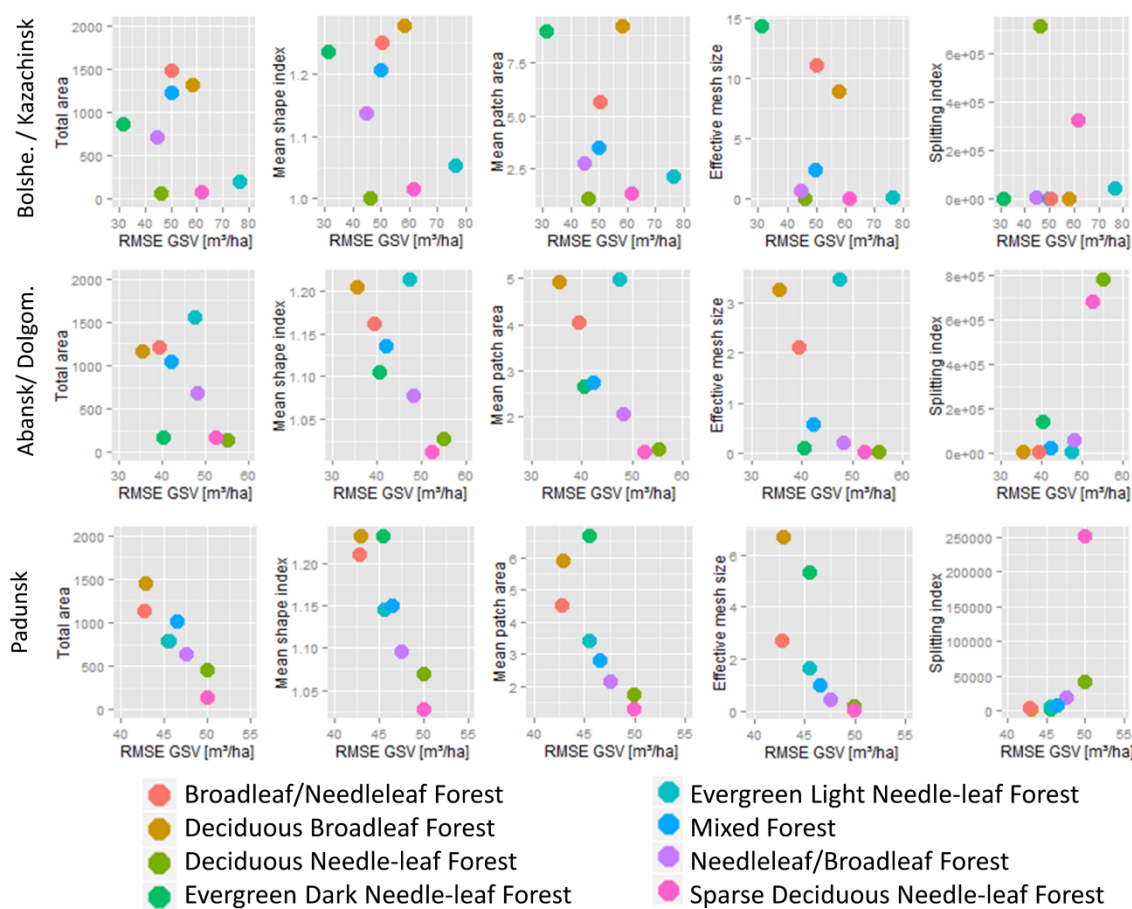 Bolshe. / Kazachinsk
Total area
2000
1500
1000
500
0
30 40 50 60 70 80
RMSE GSV [m³/ha]
Mean shape index
1.2
1.1
1.0
30 40 50 60 70 80
RMSE GSV [m³/ha]
Mean patch area
7.5
5.0
2.5
30 40 50 60 70 80
RMSE GSV [m³/ha]
Effective mesh size
15
10
5
0
30 40 50 60 70 80
RMSE GSV [m³/ha]
Splitting index
6e+05
4e+05
2e+05
0e+00
30 40 50 60 70 80
RMSE GSV [m³/ha]
Abansk/ Dolgom.
Total area
2000
1500
1000
500
0
30 40 50 60
RMSE GSV [m³/ha]
Mean shape index
1.20
1.15
1.10
1.05
30 40 50 60
RMSE GSV [m³/ha]
Mean patch area
5
4
3
2
30 40 50 60
RMSE GSV [m³/ha]
Effective mesh size
3
2
1
0
30 40 50 60
RMSE GSV [m³/ha]
Splitting index
8e+05
6e+05
4e+05
2e+05
0e+00
30 40 50 60
RMSE GSV [m³/ha]
Padunsk
Total area
2000
1500
1000
500
0
40 45 50 55
RMSE GSV [m³/ha]
Mean shape index
1.20
1.15
1.10
1.05
40 45 50 55
RMSE GSV [m³/ha]
Mean patch area
6
4
2
40 45 50 55
RMSE GSV [m³/ha]
Effective mesh size
6
4
2
0
40 45 50 55
RMSE GSV [m³/ha]
Splitting index
250000
200000
150000
100000
50000
0
40 45 50 55
RMSE GSV [m³/ha]
Broadleaf/Needleleaf Forest
Deciduous Broadleaf Forest
Deciduous Needle-leaf Forest
Evergreen Dark Needle-leaf Forest
Evergreen Light Needle-leaf Forest
Mixed Forest
Needleleaf/Broadleaf Forest
Sparse Deciduous Needle-leaf Forest